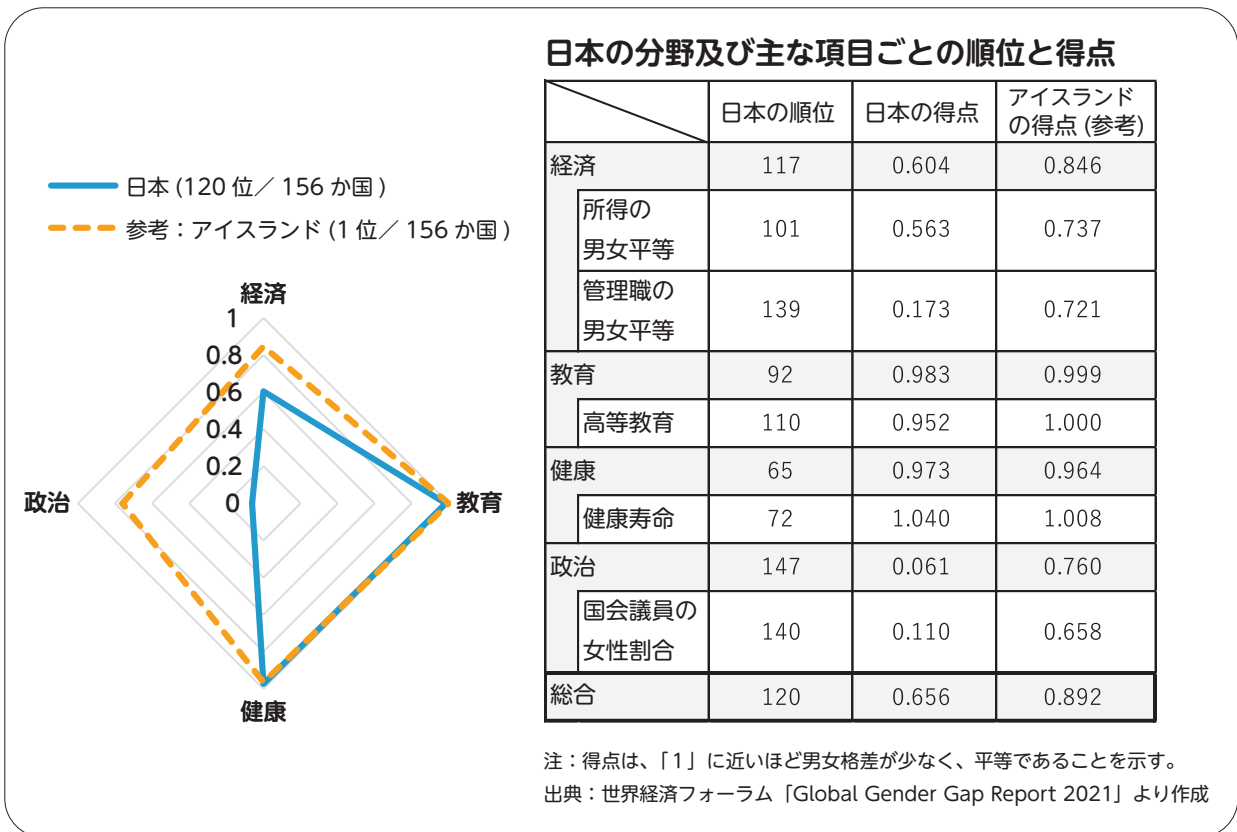 日本の分野及び主な項目ごとの順位と得点
日本 (120 位／ 156 か国 )
参考：アイスランド (1 位／ 156 か国 )
経済
1
0.8
0.6
0.4
0.2
0
政治
教育
健康
日本の順位 日本の得点 アイスランド
の得点 (参考)
経済 117 0.604 0.846
所得の
男女平等 101 0.563 0.737
管理職の
男女平等 139 0.173 0.721
教育 92 0.983 0.999
高等教育 110 0.952 1.000
健康 65 0.973 0.964
健康寿命 72 1.040 1.008
政治 147 0.061 0.760
国会議員の
女性割合 140 0.110 0.658
総合 120 0.656 0.892
注：得点は、「1」に近いほど男女格差が少なく、平等であることを示す。
出典：世界経済フォーラム「Global Gender Gap Report 2021」より作成